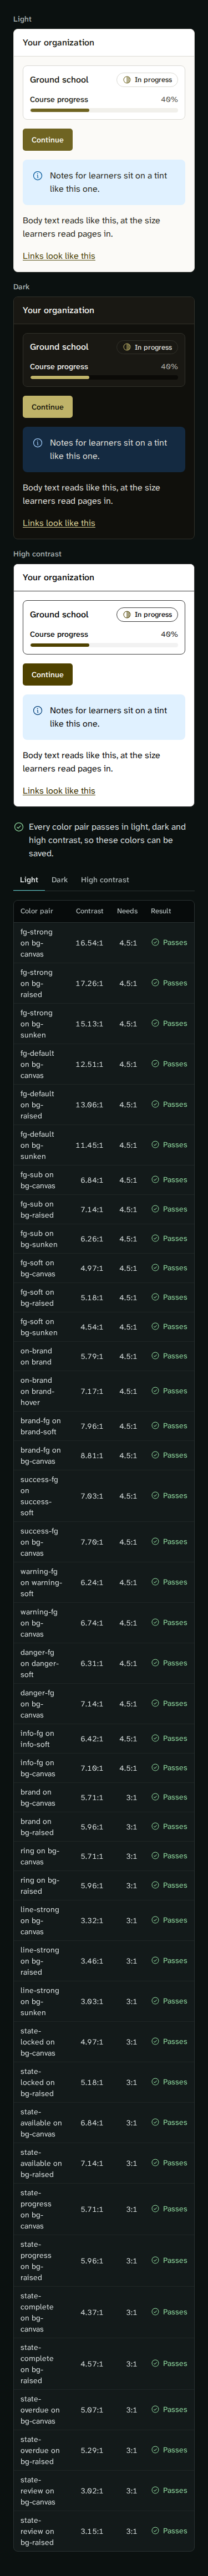 Light
Your organization
Ground school
In progress
Course progress
40%
Continue
Notes for learners sit on a tint
like this one.
Body text reads like this, at the size
learners read pages in.
Links look like this
Dark
Your organization
Ground school
In progress
Course progress
40%
Continue
Notes for learners sit on a tint
like this one.
Body text reads like this, at the size
learners read pages in.
Links look like this
High contrast
Your organization
Ground school
In progress
Course progress
40%
Continue
Notes for learners sit on a tint
like this one.
Body text reads like this, at the size
learners read pages in.
Links look like this
Every color pair passes in light, dark and
high contrast, so these colors can be
saved.
Light Dark High contrast
Color pair Contrast Needs Result
fg-strong
on bg-
canvas
16.54:1 4.5:1 Passes
fg-strong
on bg-
raised
17.26:1 4.5:1 Passes
fg-strong
on bg-
sunken
15.13:1 4.5:1 Passes
fg-default
on bg-
canvas
12.51:1 4.5:1 Passes
fg-default
on bg-
raised
13.06:1 4.5:1 Passes
fg-default
on bg-
sunken
11.45:1 4.5:1 Passes
fg-sub on
bg-canvas
6.84:1 4.5:1 Passes
fg-sub on
bg-raised
7.14:1 4.5:1 Passes
fg-sub on
bg-sunken
6.26:1 4.5:1 Passes
fg-soft on
bg-canvas
4.97:1 4.5:1 Passes
fg-soft on
bg-raised
5.18:1 4.5:1 Passes
fg-soft on
bg-sunken
4.54:1 4.5:1 Passes
on-brand
on brand
5.79:1 4.5:1 Passes
on-brand
on brand-
hover
7.17:1 4.5:1 Passes
brand-fg on
brand-soft
7.96:1 4.5:1 Passes
brand-fg on
bg-canvas
8.81:1 4.5:1 Passes
success-fg
on
success-
soft
7.03:1 4.5:1 Passes
success-fg
on bg-
canvas
7.70:1 4.5:1 Passes
warning-fg
on warning-
soft
6.24:1 4.5:1 Passes
warning-fg
on bg-
canvas
6.74:1 4.5:1 Passes
danger-fg
on danger-
soft
6.31:1 4.5:1 Passes
danger-fg
on bg-
canvas
7.14:1 4.5:1 Passes
info-fg on
info-soft
6.42:1 4.5:1 Passes
info-fg on
bg-canvas
7.10:1 4.5:1 Passes
brand on
bg-canvas
5.71:1 3:1 Passes
brand on
bg-raised
5.96:1 3:1 Passes
ring on bg-
canvas
5.71:1 3:1 Passes
ring on bg-
raised
5.96:1 3:1 Passes
line-strong
on bg-
canvas
3.32:1 3:1 Passes
line-strong
on bg-
raised
3.46:1 3:1 Passes
line-strong
on bg-
sunken
3.03:1 3:1 Passes
state-
locked on
bg-canvas
4.97:1 3:1 Passes
state-
locked on
bg-raised
5.18:1 3:1 Passes
state-
available on
bg-canvas
6.84:1 3:1 Passes
state-
available on
bg-raised
7.14:1 3:1 Passes
state-
progress
on bg-
canvas
5.71:1 3:1 Passes
state-
progress
on bg-
raised
5.96:1 3:1 Passes
state-
complete
on bg-
canvas
4.37:1 3:1 Passes
state-
complete
on bg-
raised
4.57:1 3:1 Passes
state-
overdue on
bg-canvas
5.07:1 3:1 Passes
state-
overdue on
bg-raised
5.29:1 3:1 Passes
state-
review on
bg-canvas
3.02:1 3:1 Passes
state-
review on
bg-raised
3.15:1 3:1 Passes